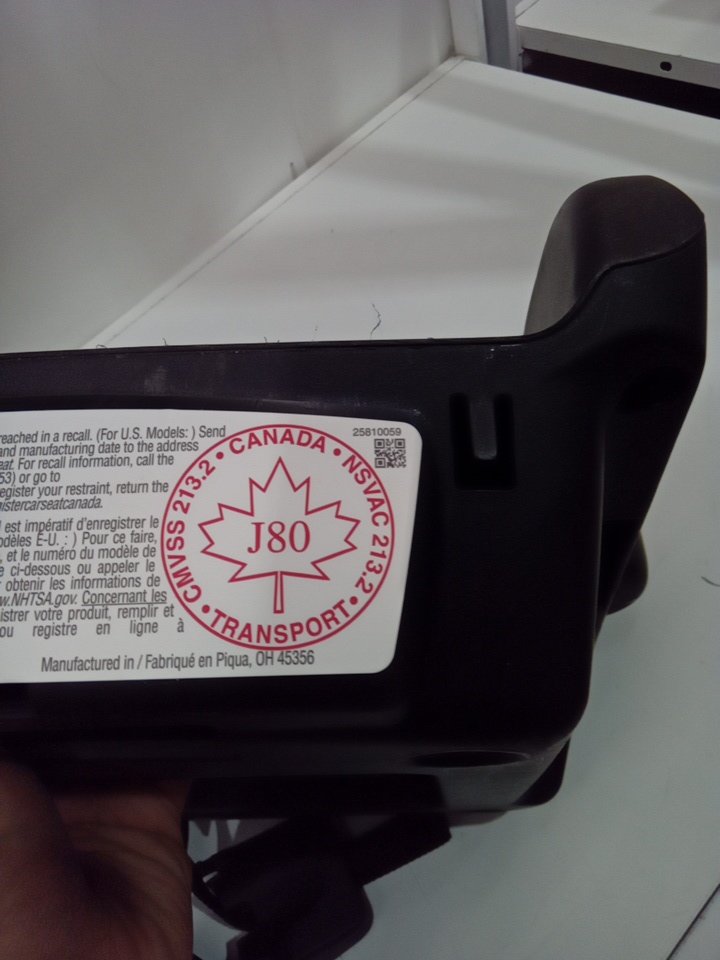 reached in a recall. (For U.S. Models: ) Send
and manufacturing date to the address
eat. For recall information, call the
53) or go to
egister your restraint, return the
istercarseatcanada.
l est impératif d'enregistrer le
odèles É-U. : ) Pour ce faire,
, et le numéro du modèle de
e ci-dessous ou appeler le
obtenir les informations de
w.NHTSA.gov. Concernant les
istrer votre produit, remplir et
ou registre en ligne à
25810059
• CANADA • NSVAC 213.2 • TRANSPORT • CMVSS 213.2
J80
Manufactured in / Fabriqué en Piqua, OH 45356